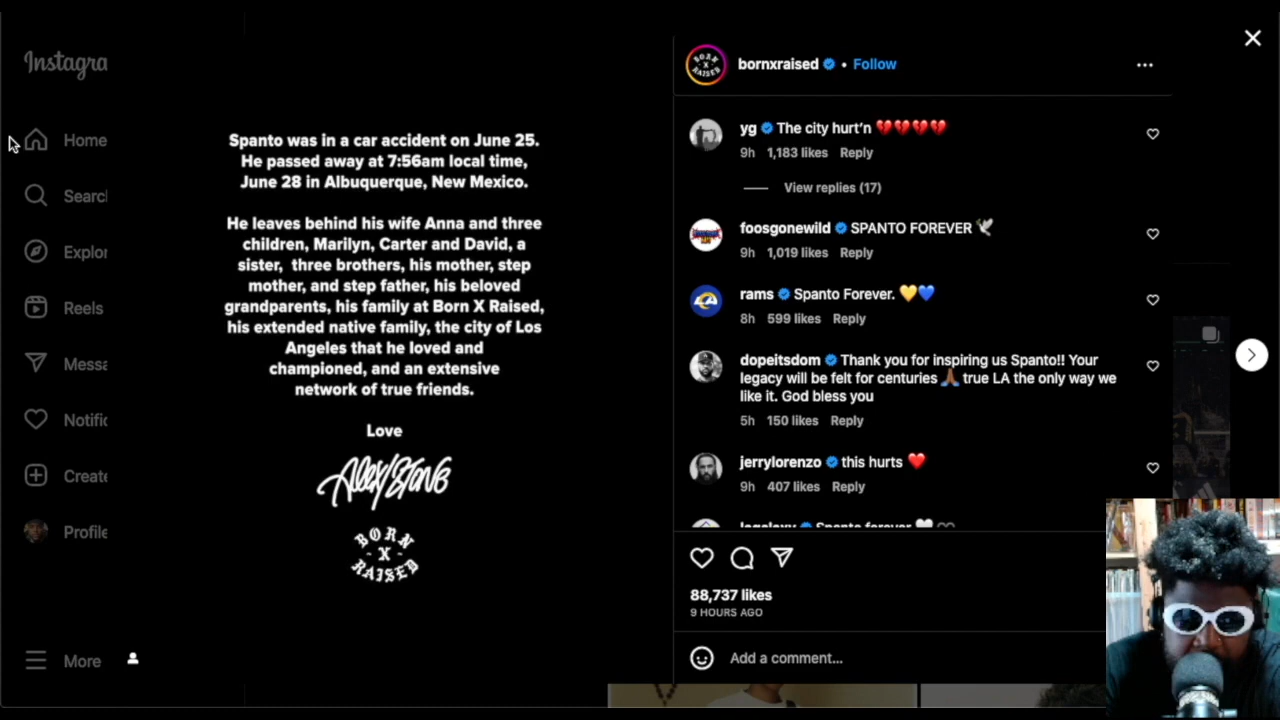 Instagra
Home
Searc
Explor
Reels
Messa
Notific
Create
Profile
More
Spanto was in a car accident on June 25.
He passed away at 7:56am local time,
June 28 in Albuquerque, New Mexico.
He leaves behind his wife Anna and three
children, Marilyn, Carter and David, a
sister, three brothers, his mother, step
mother, and step father, his beloved
grandparents, his family at Born X Raised,
his extended native family, the city of Los
Angeles that he loved and
championed, and an extensive
network of true friends.
Love
Alex/2TONE
BORN
- X -
RAISED
BORN
X
RAISED
bornxraised • Follow
yg The city hurt’n 💔💔💔💔
9h 1,183 likes Reply
View replies (17)
foosgonewild SPANTO FOREVER 🕊
9h 1,019 likes Reply
rams Spanto Forever. 💛💙
8h 599 likes Reply
dopeitsdom Thank you for inspiring us Spanto!! Your
legacy will be felt for centuries 🙏🏾 true LA the only way we
like it. God bless you
5h 150 likes Reply
jerrylorenzo this hurts ❤️
9h 407 likes Reply
lagalaxy Spanto forever
88,737 likes
9 HOURS AGO
Add a comment...